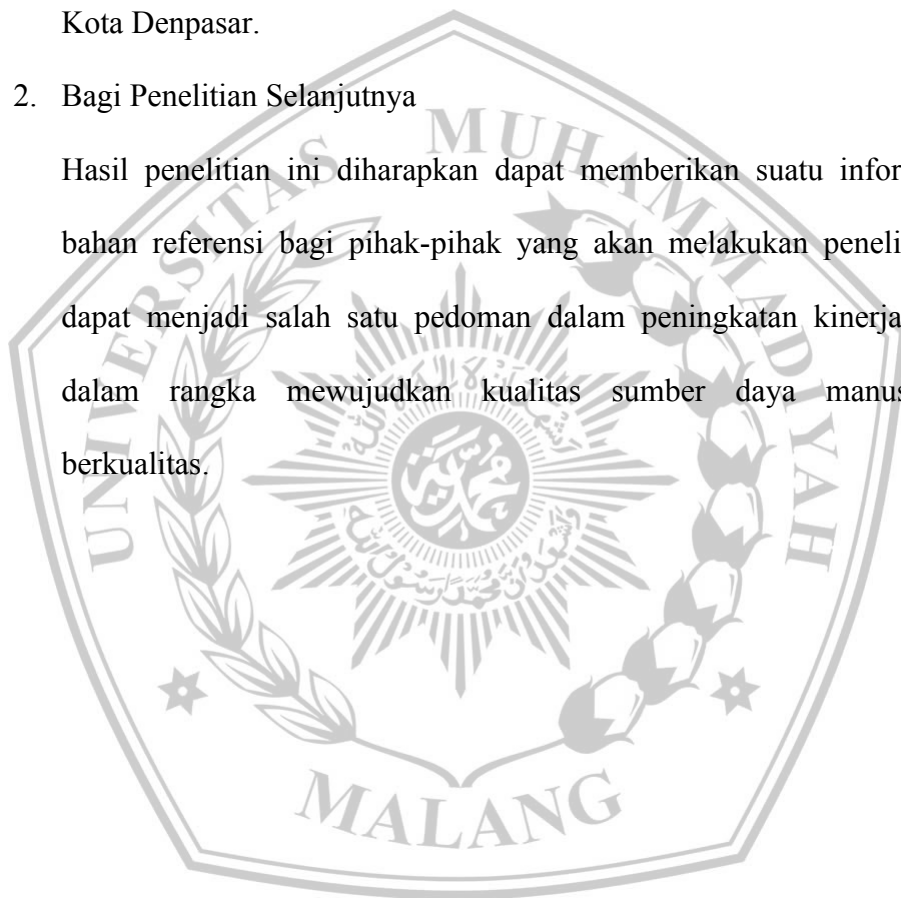 Kota Denpasar.
2. Bagi Penelitian Selanjutnya
Hasil penelitian ini diharapkan dapat memberikan suatu infor
bahan referensi bagi pihak-pihak yang akan melakukan peneli
dapat menjadi salah satu pedoman dalam peningkatan kinerja
dalam rangka mewujudkan kualitas sumber daya manus
berkualitas.
UNIVERSITAS MUHAMMADIYAH
MALANG